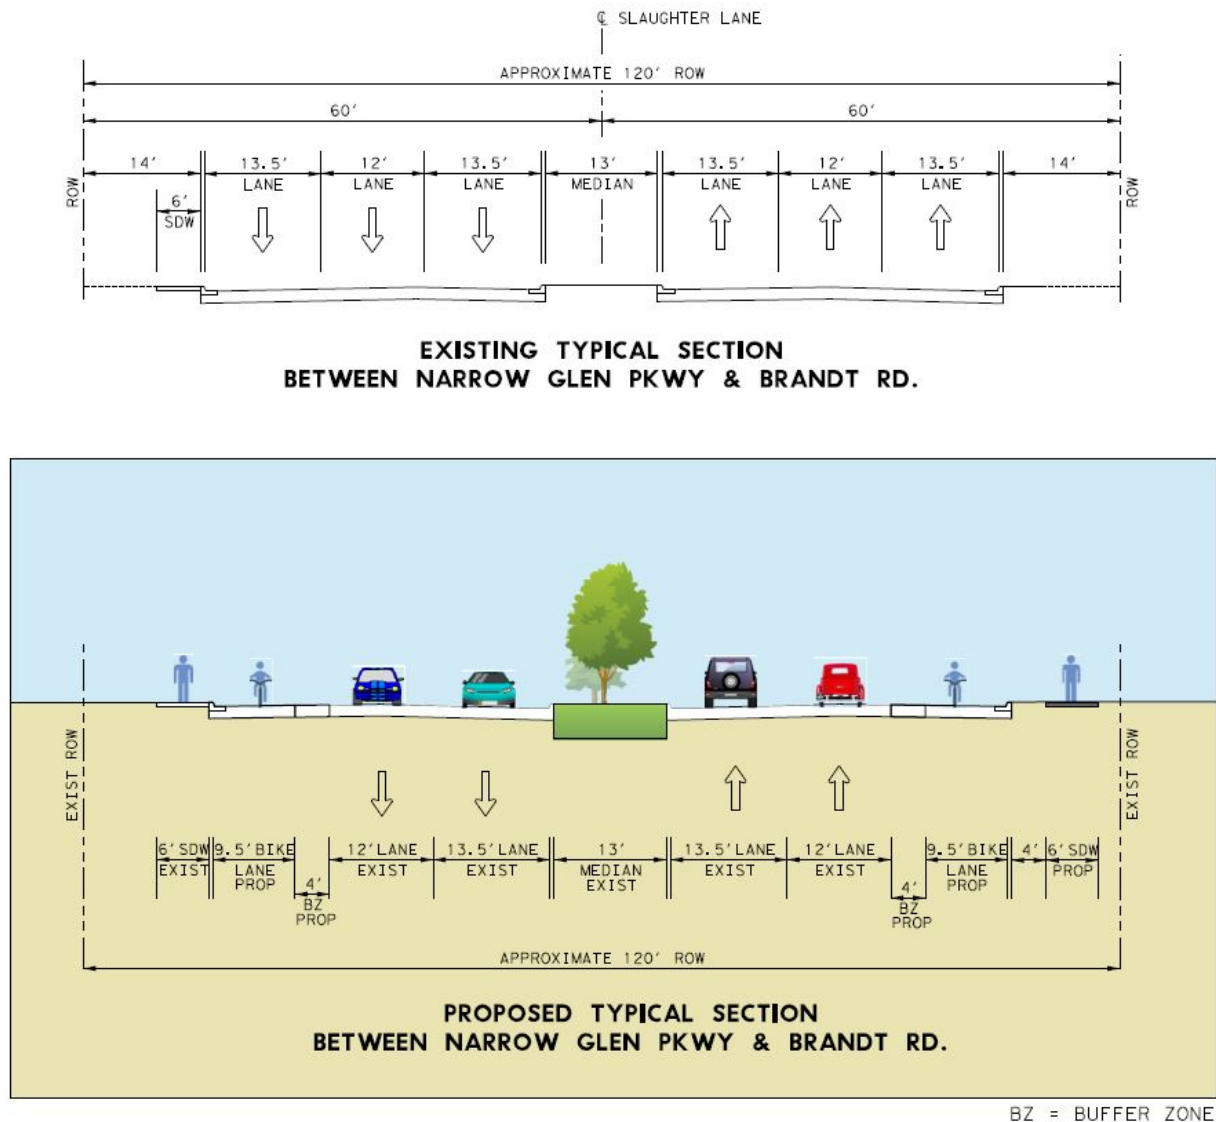 ℄ SLAUGHTER LANE
APPROXIMATE 120' ROW
60' 60'
14' 13.5' 12' 13.5' 13' 13.5' 12' 13.5' 14'
LANE LANE LANE MEDIAN LANE LANE LANE
ROW ROW
6'
SDW
EXISTING TYPICAL SECTION
BETWEEN NARROW GLEN PKWY & BRANDT RD.
EXIST ROW EXIST ROW
6' SDW 9.5' BIKE 12' LANE 13.5' LANE 13' 13.5' LANE 12' LANE 9.5' BIKE 4' 6' SDW
EXIST LANE EXIST EXIST MEDIAN EXIST EXIST LANE PROP
PROP EXIST PROP
4' 4'
BZ BZ
PROP PROP
APPROXIMATE 120' ROW
PROPOSED TYPICAL SECTION
BETWEEN NARROW GLEN PKWY & BRANDT RD.
BZ = BUFFER ZONE